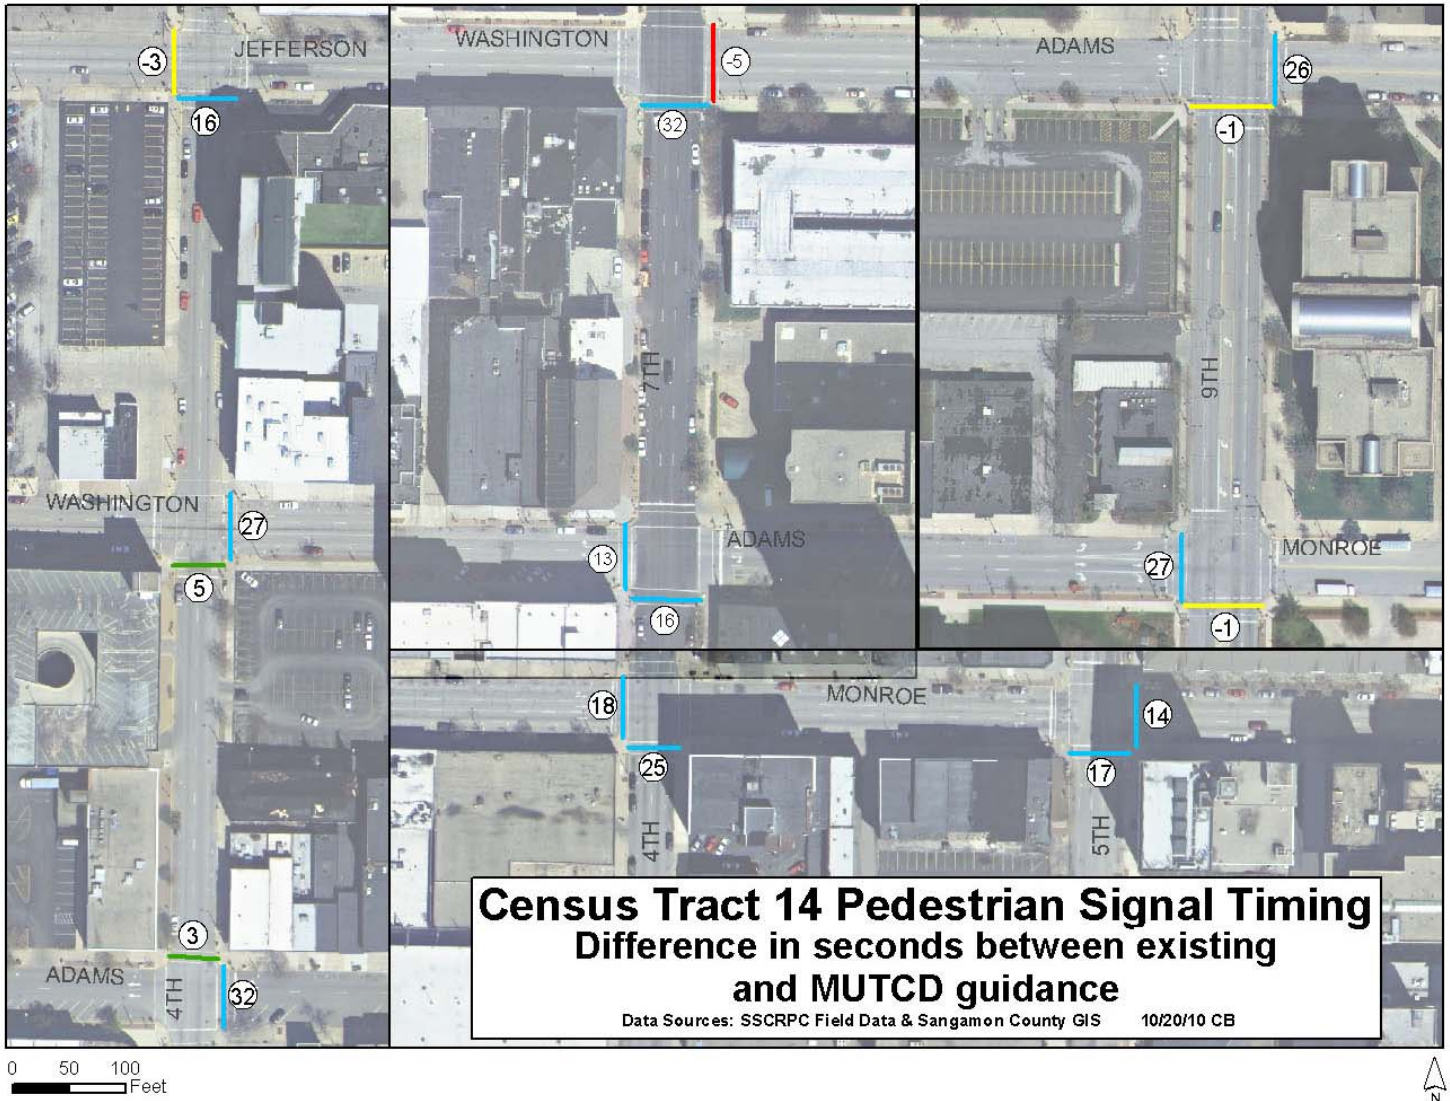 JEFFERSON
-3
16
WASHINGTON
27
5
3
ADAMS
4TH
32
WASHINGTON
-5
32
7TH
ADAMS
13
16
ADAMS
26
-1
9TH
MONROE
27
-1
MONROE
18
25
4TH
14
17
5TH
Census Tract 14 Pedestrian Signal Timing
Difference in seconds between existing
and MUTCD guidance
Data Sources: SSCRPC Field Data & Sangamon County GIS 10/20/10 CB
0 50 100
Feet
N